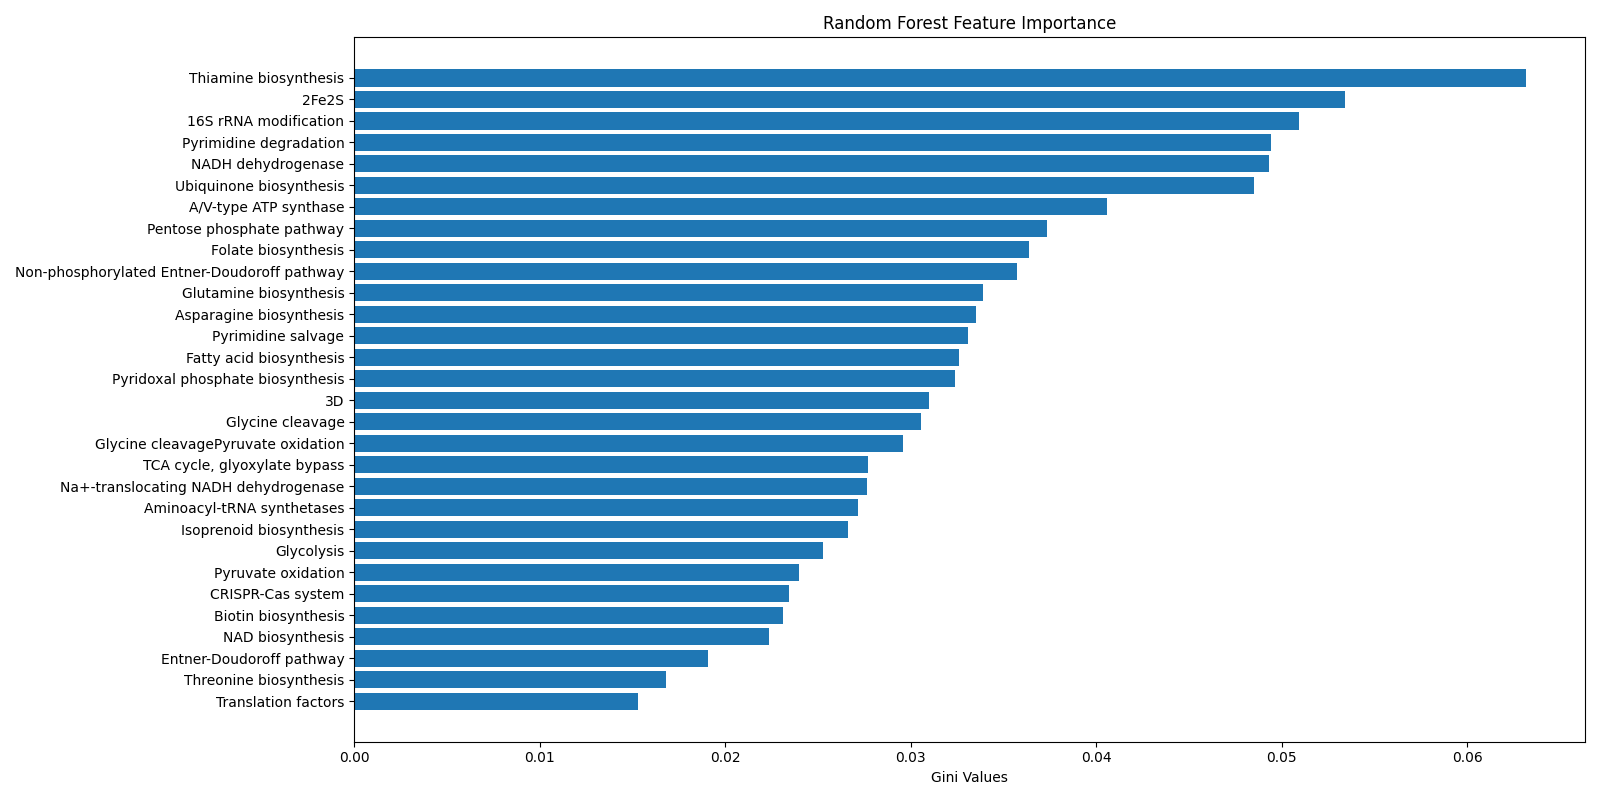 Random Forest Feature Importance
Thiamine biosynthesis
2Fe2S
16S rRNA modification
Pyrimidine degradation
NADH dehydrogenase
Ubiquinone biosynthesis
A/V-type ATP synthase
Pentose phosphate pathway
Folate biosynthesis
Non-phosphorylated Entner-Doudoroff pathway
Glutamine biosynthesis
Asparagine biosynthesis
Pyrimidine salvage
Fatty acid biosynthesis
Pyridoxal phosphate biosynthesis
3D
Glycine cleavage
Glycine cleavagePyruvate oxidation
TCA cycle, glyoxylate bypass
Na+-translocating NADH dehydrogenase
Aminoacyl-tRNA synthetases
Isoprenoid biosynthesis
Glycolysis
Pyruvate oxidation
CRISPR-Cas system
Biotin biosynthesis
NAD biosynthesis
Entner-Doudoroff pathway
Threonine biosynthesis
Translation factors
0.00 0.01 0.02 0.03 0.04 0.05 0.06
Gini Values